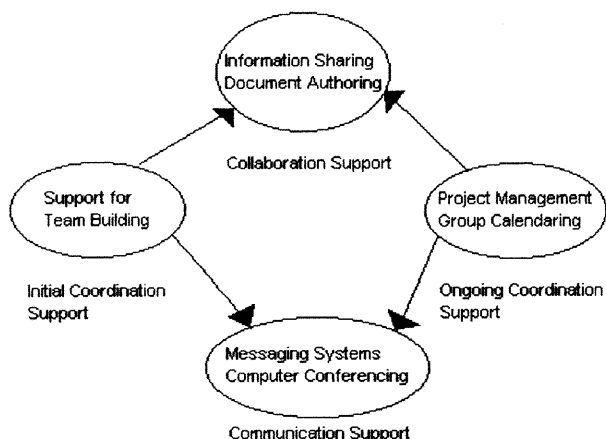 Information Sharing
Document Authoring
Collaboration Support
Support for
Team Building
Initial Coordination
Support
Project Management
Group Calendaring
Ongoing Coordination
Support
Messaging Systems
Computer Conferencing
Communication Support